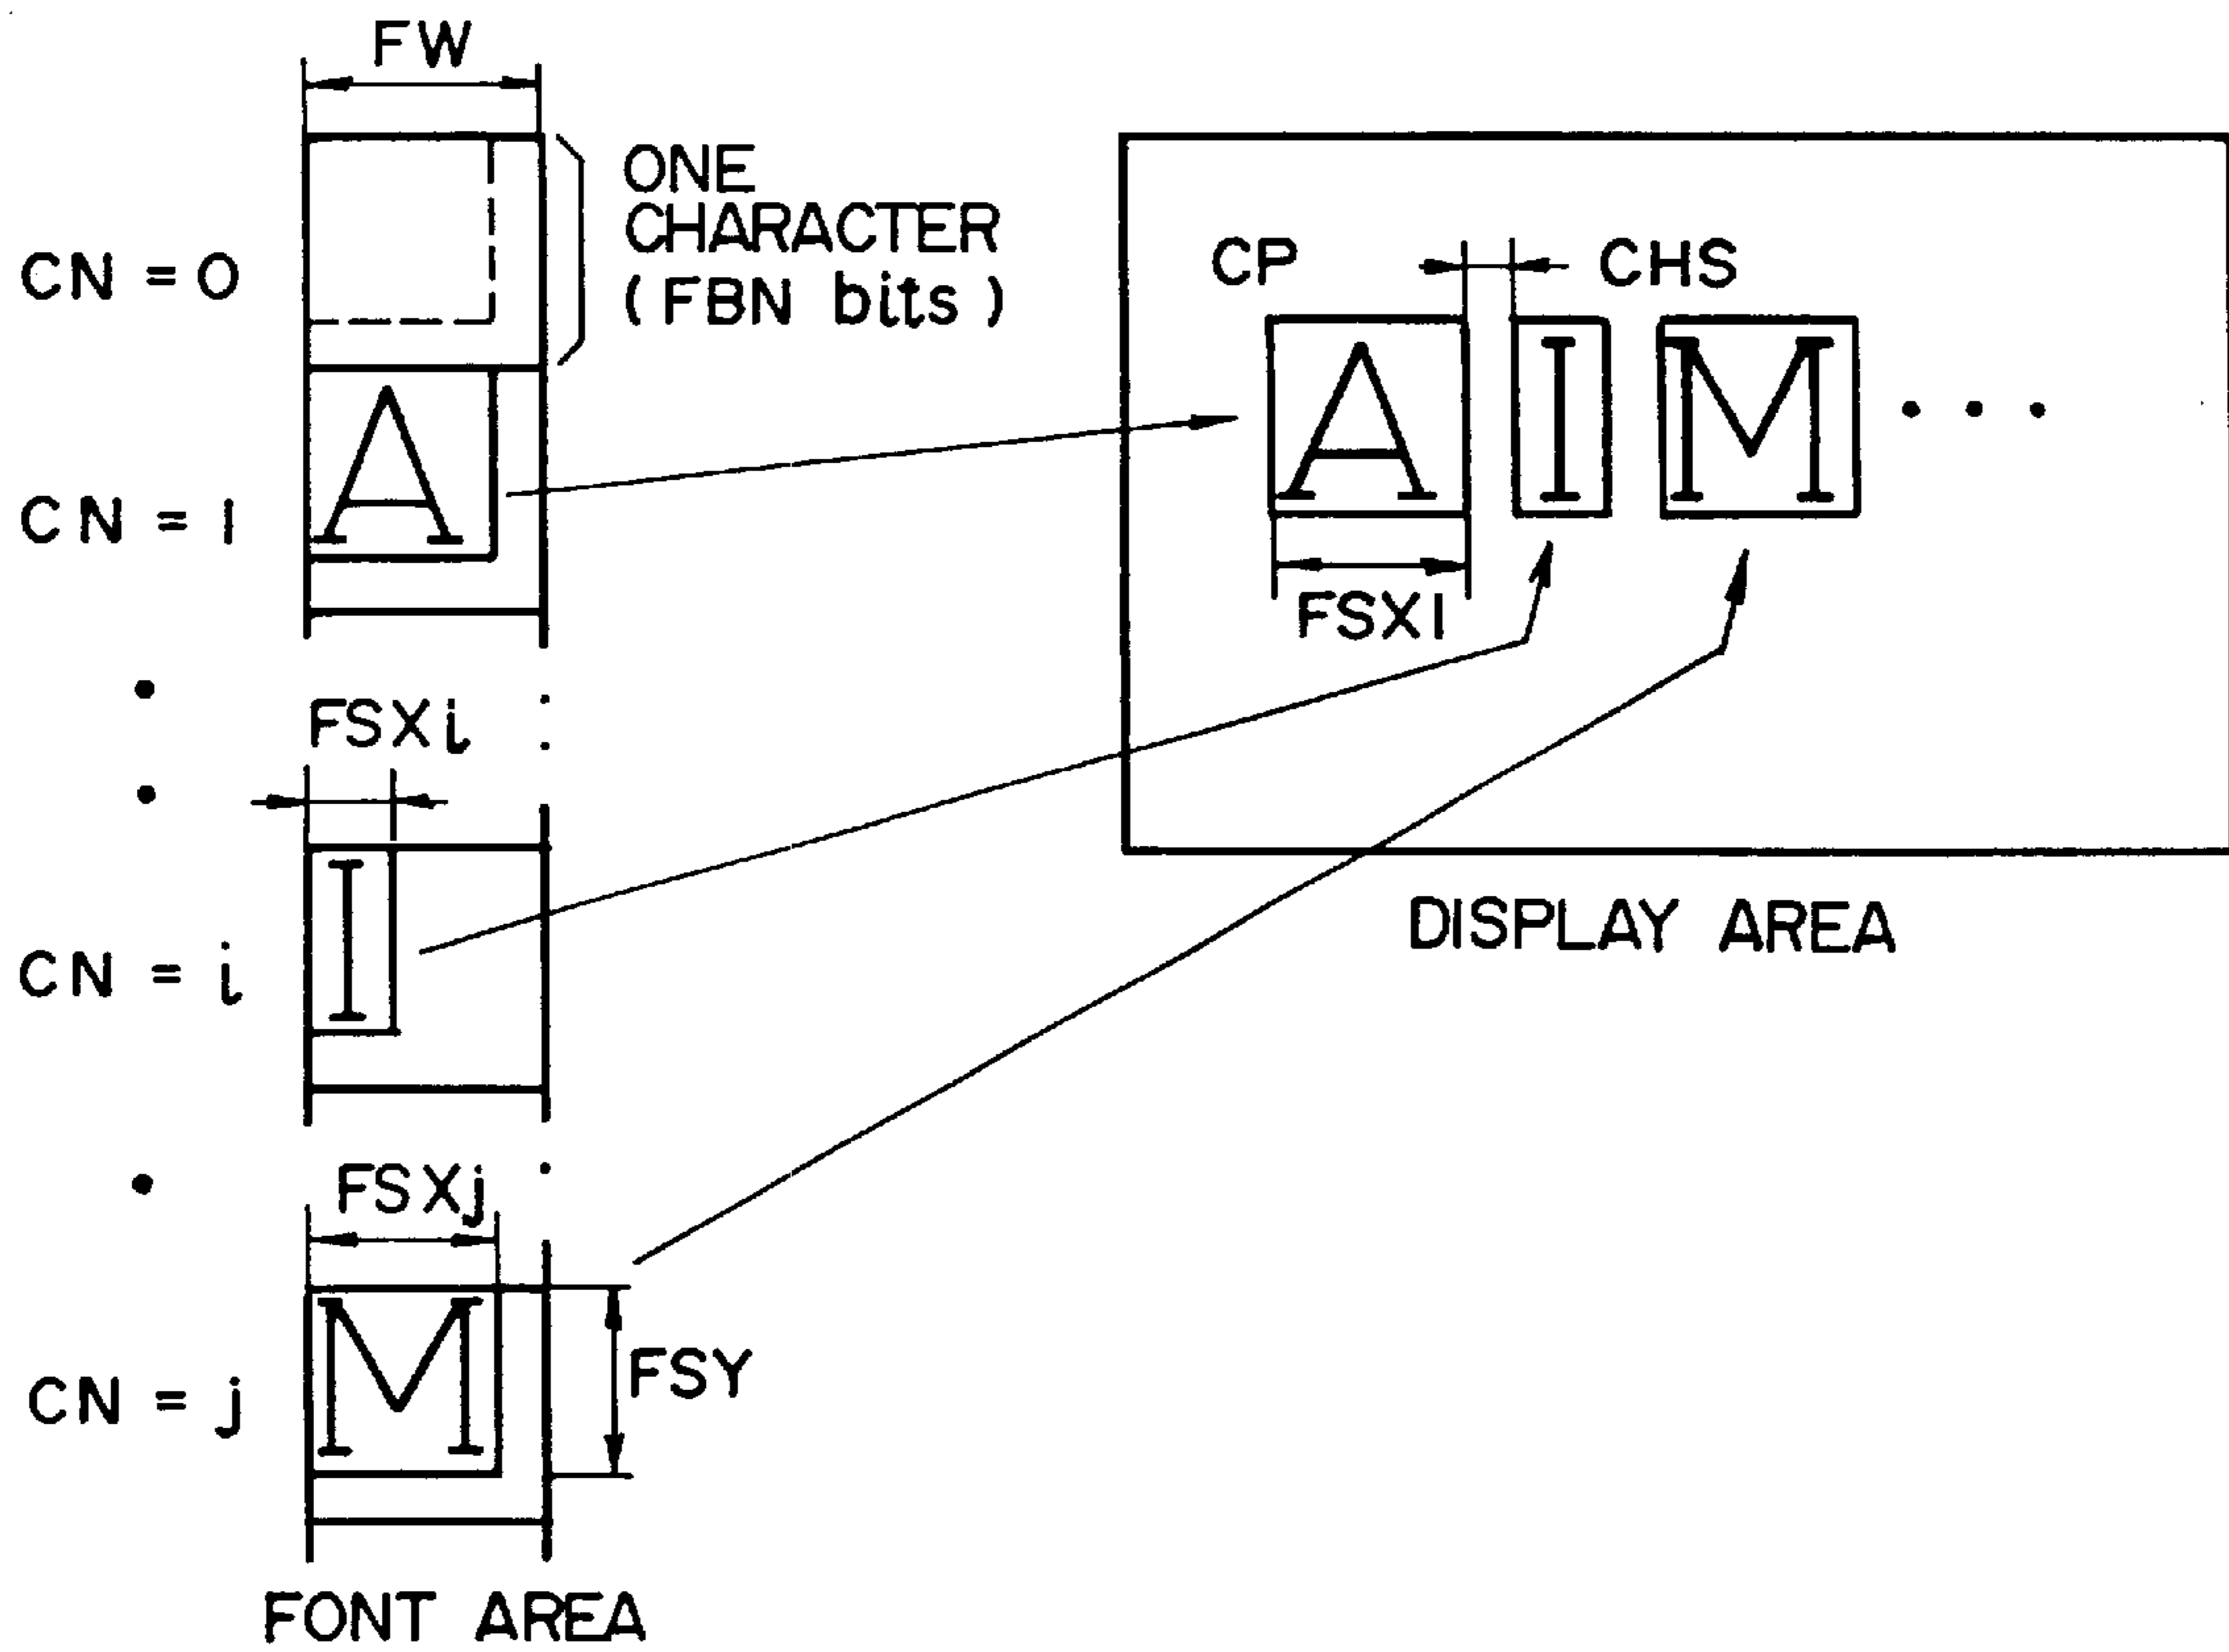 FW
ONE
CHARACTER
(FBN bits)
CN = 0
A
CN = 1
FSXi
I
CN = i
FSXj
M
FSY
CN = j
FONT AREA
CP
CHS
A I M . . .
FSX1
DISPLAY AREA